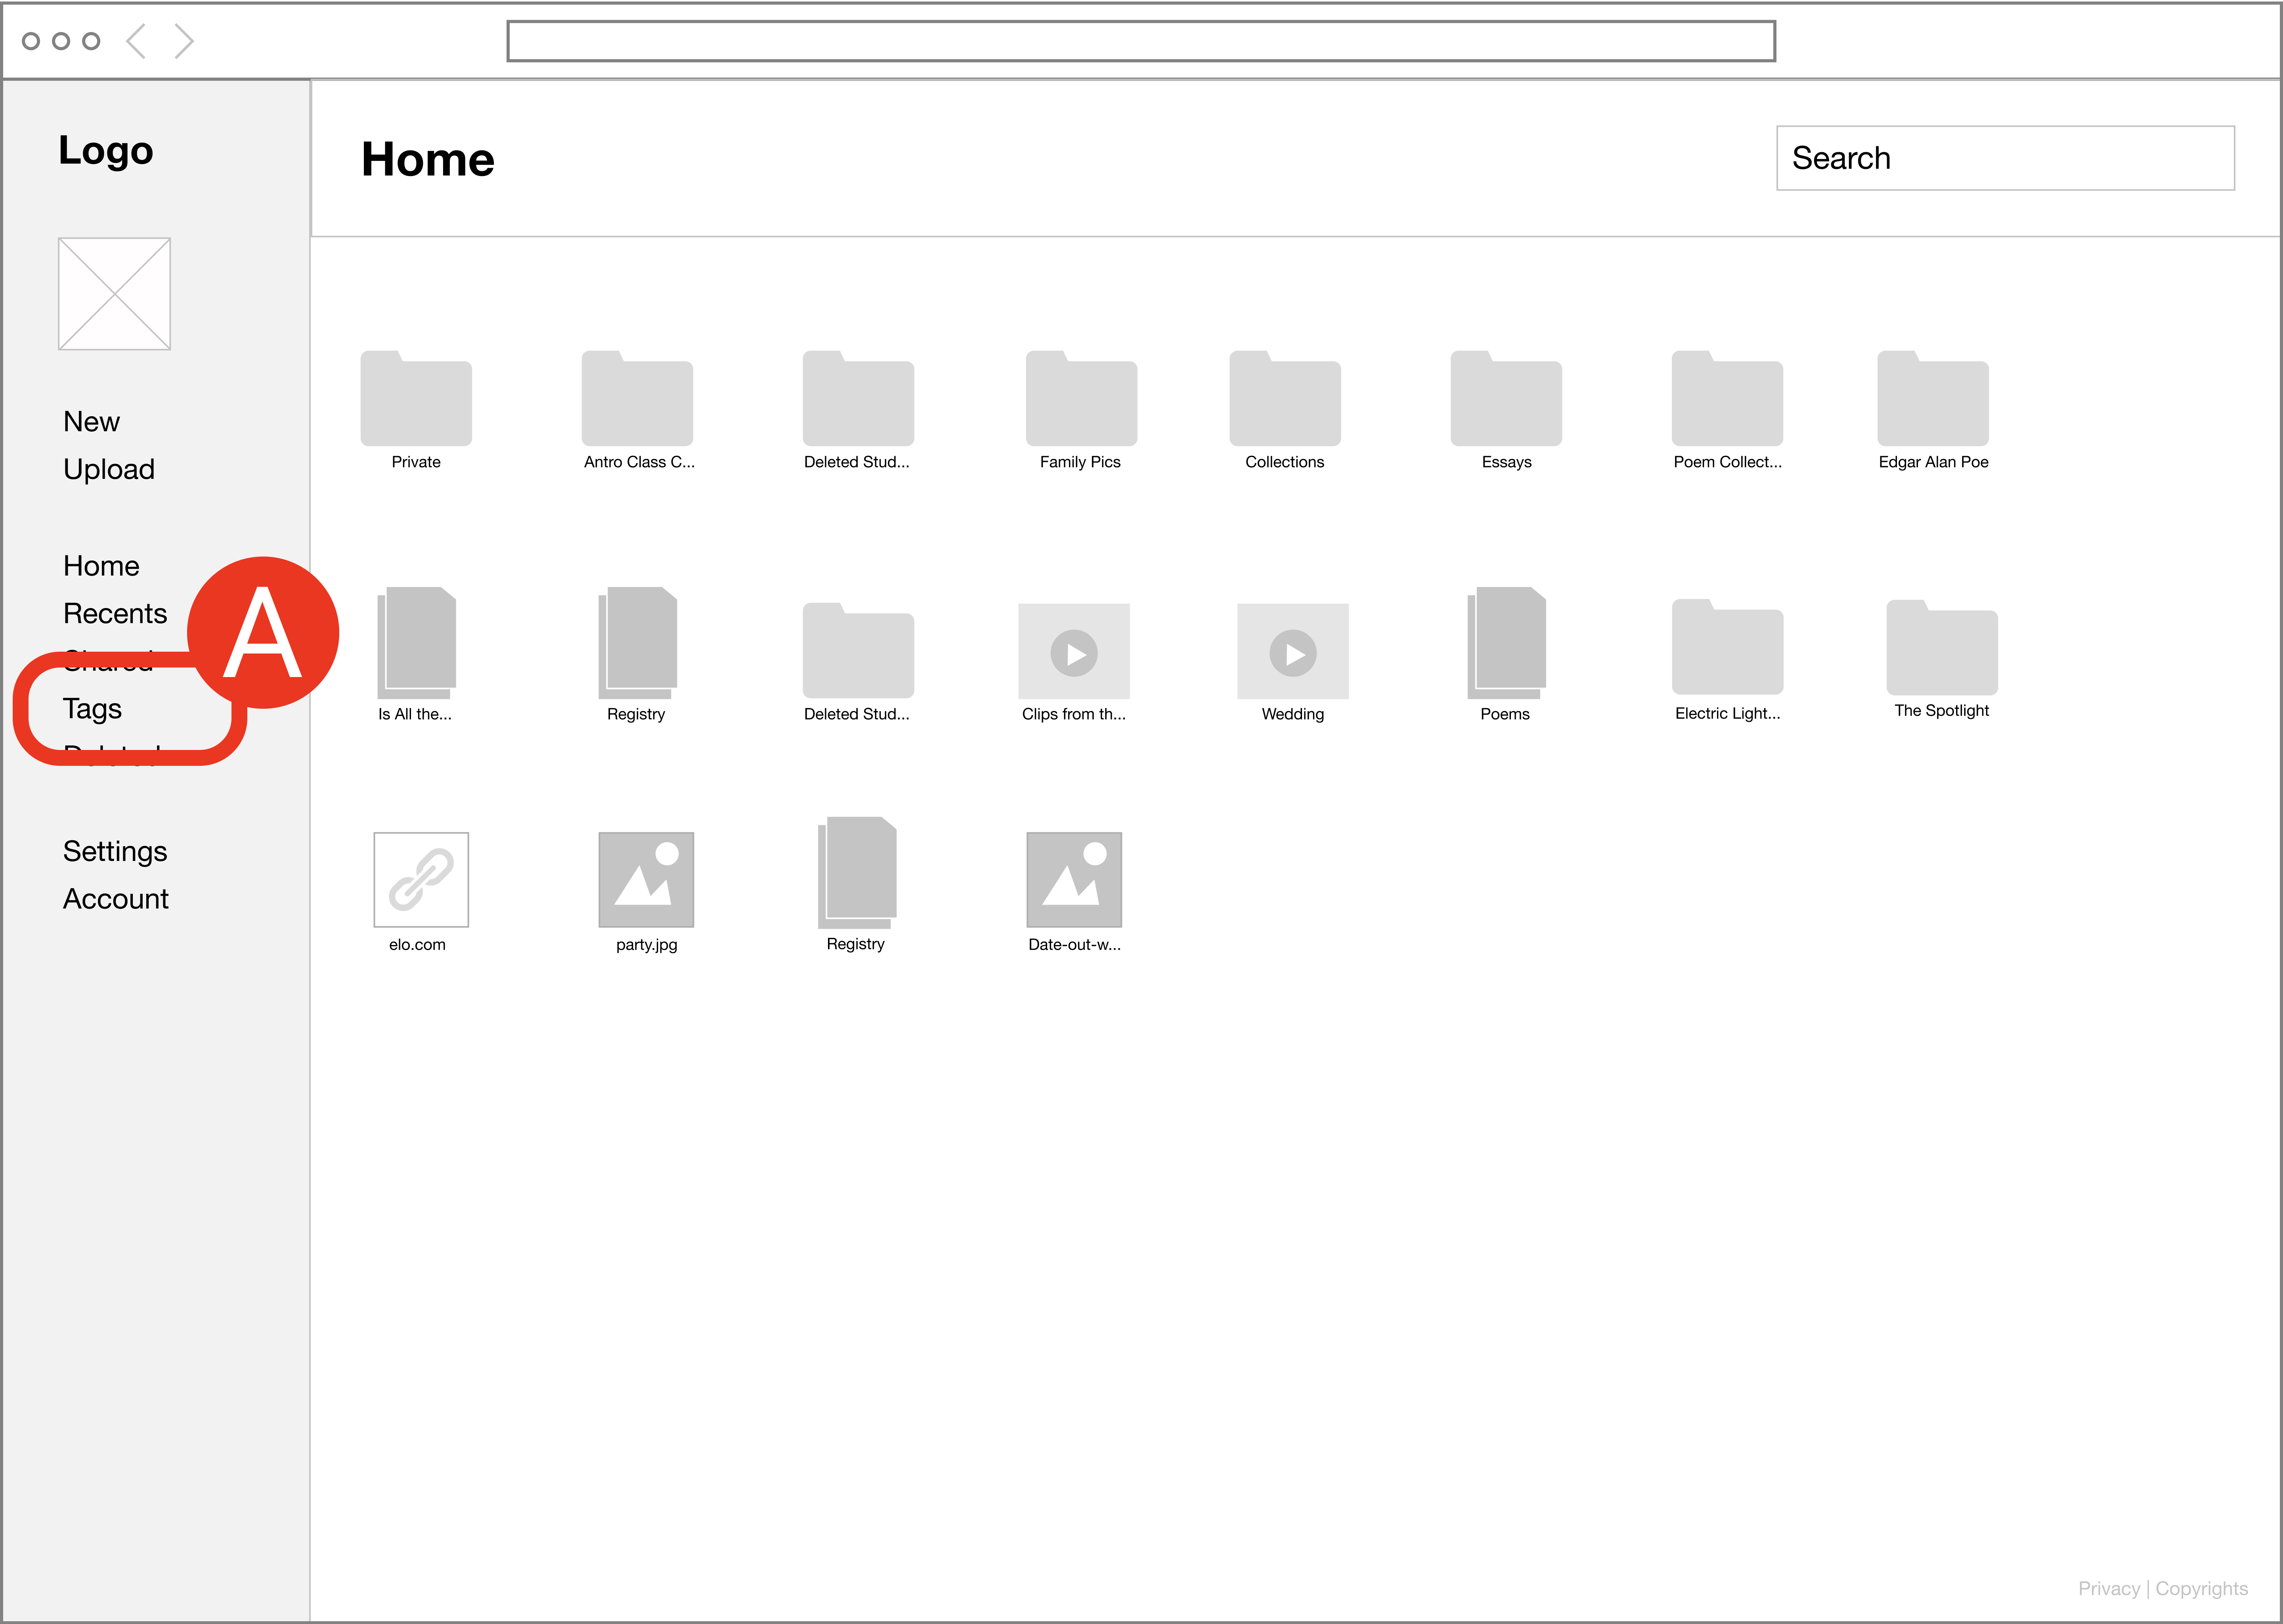 Logo
Home
Search
New
Upload
Home
Recents
Shared
Tags
Deleted
Settings
Account
A
Private
Antro Class C...
Deleted Stud...
Family Pics
Collections
Essays
Poem Collect...
Edgar Alan Poe
Is All the...
Registry
Deleted Stud...
Clips from th...
Wedding
Poems
Electric Light...
The Spotlight
elo.com
party.jpg
Registry
Date-out-w...
Privacy | Copyrights